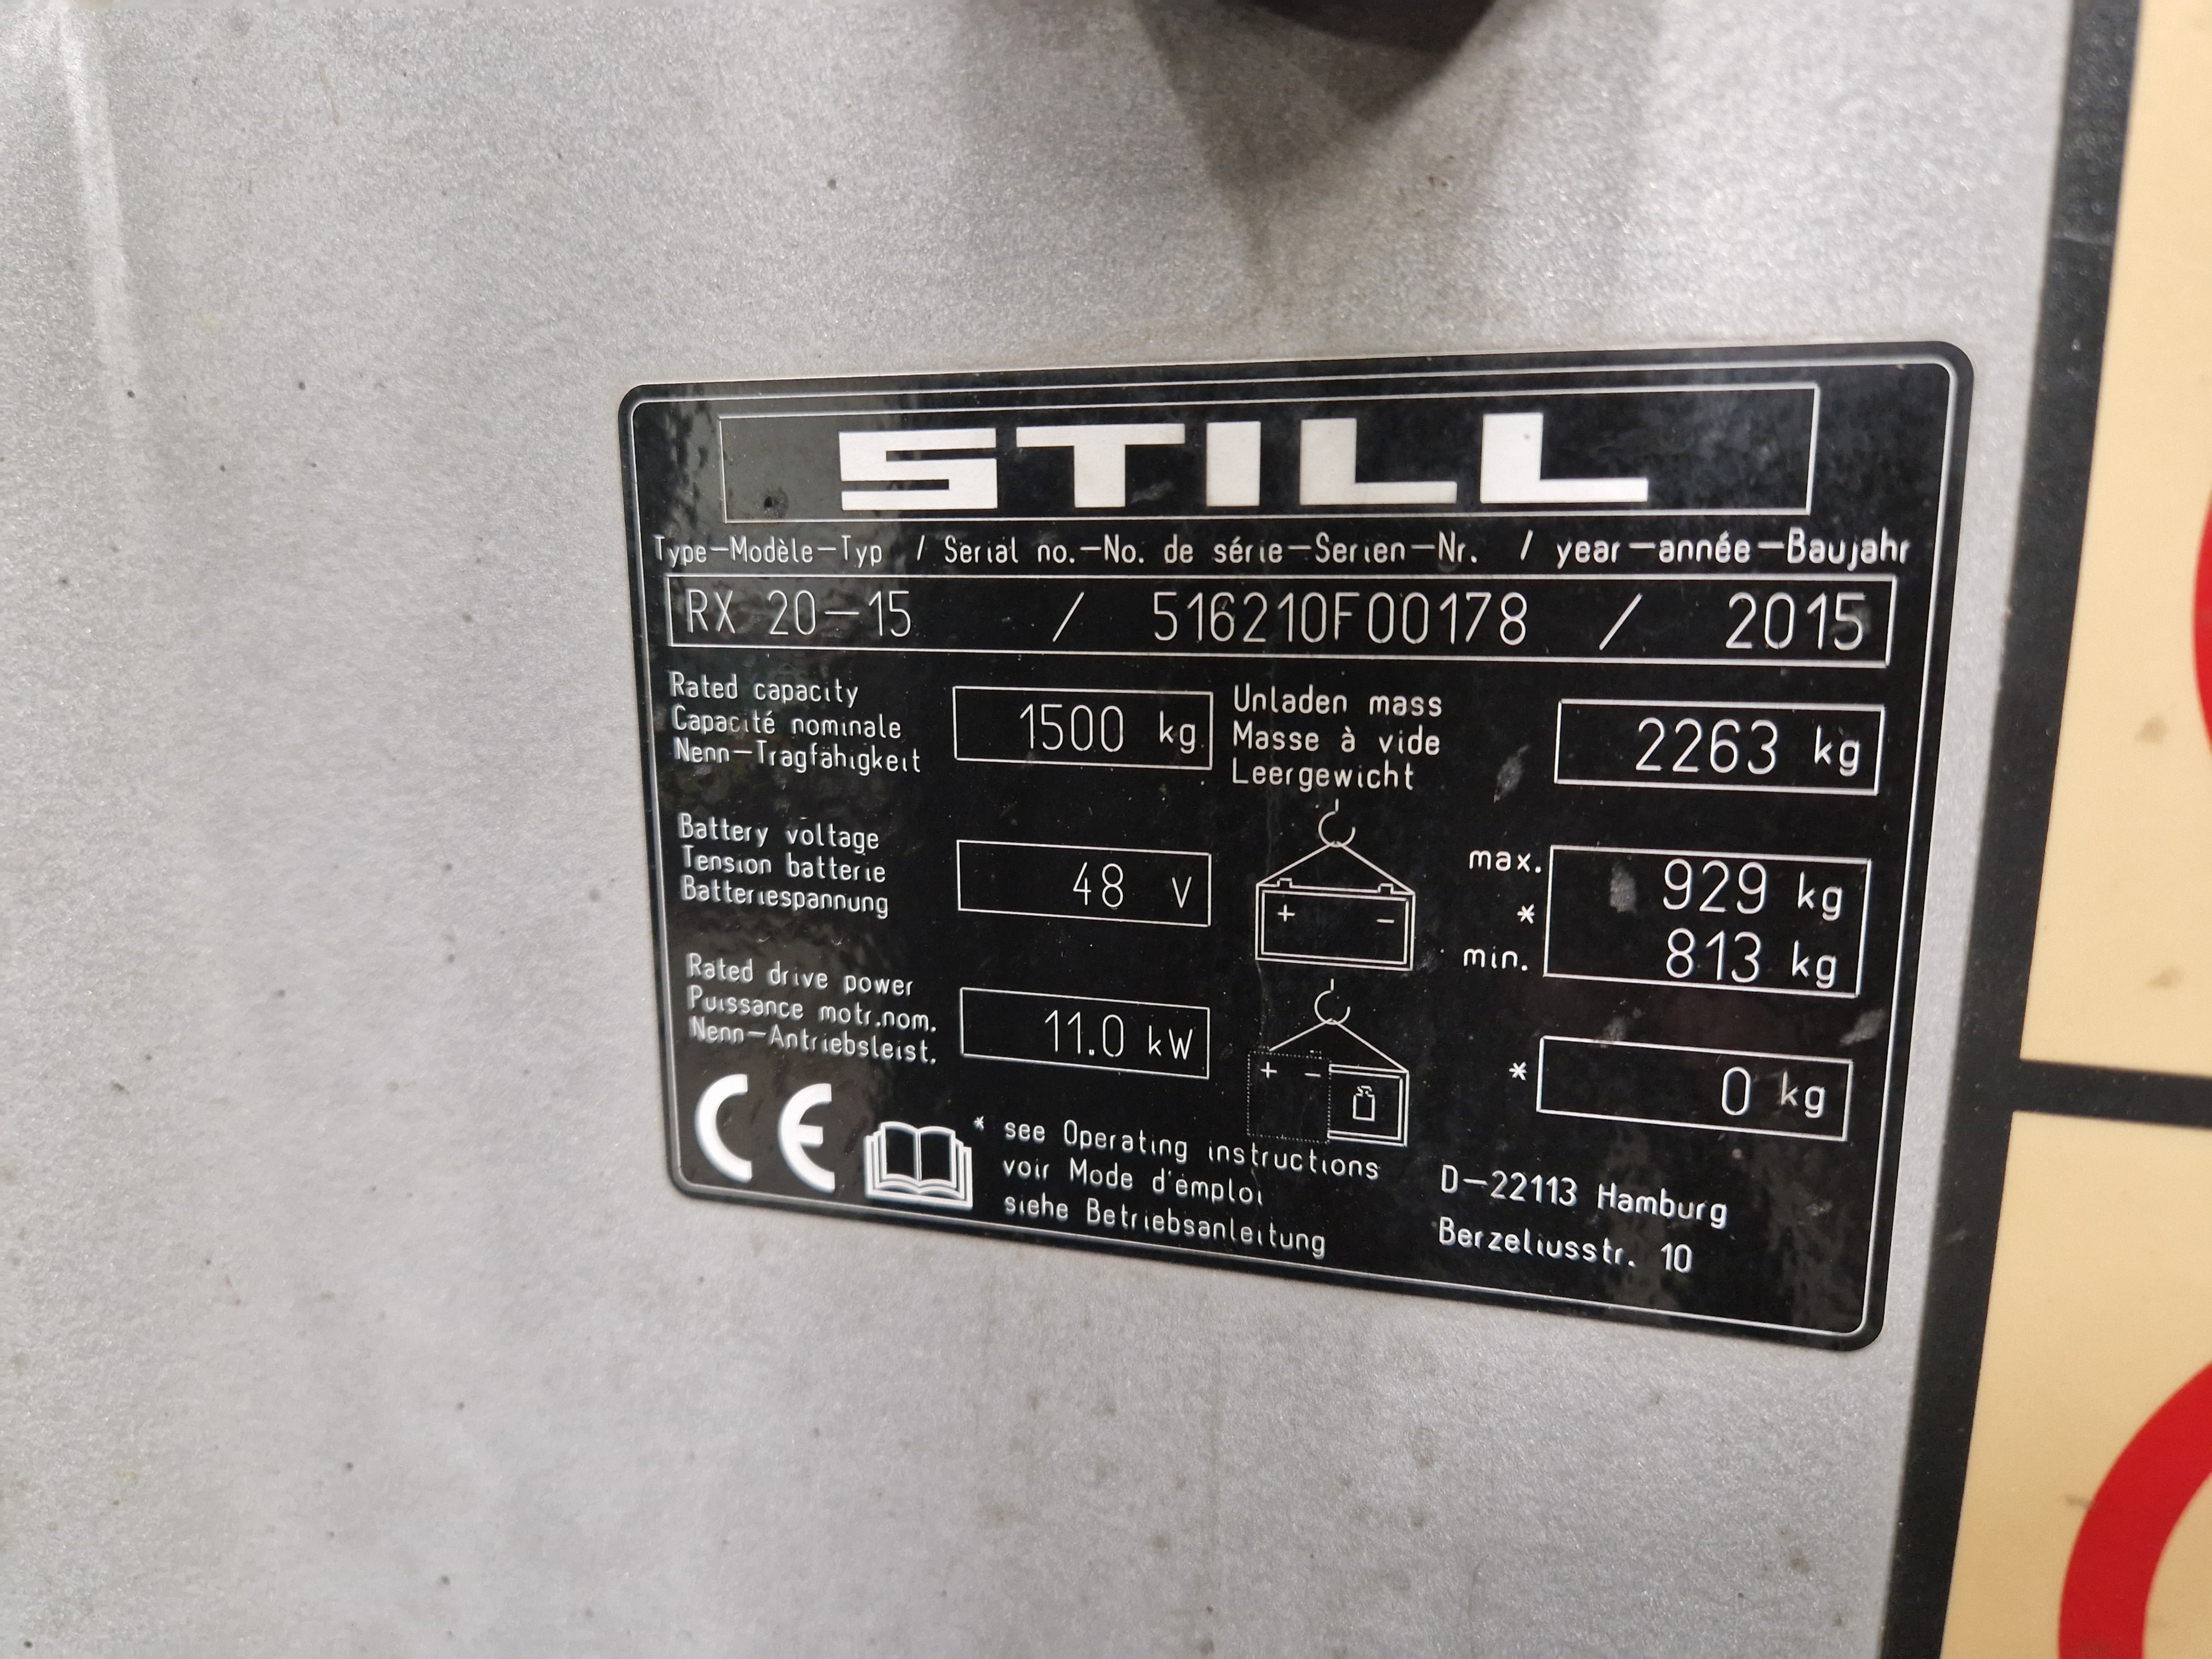 STILL
Type–Modèle–Typ / Serial no.–No. de série–Serien–Nr. / year–année–Baujahr
RX 20–15 / 516210F00178 / 2015
Rated capacity
Capacité nominale
Nenn–Tragfähigkeit
1500 kg
Unladen mass
Masse à vide
Leergewicht
2263 kg
Battery voltage
Tension batterie
Batteriespannung
48 V
+ –
max. 929 kg
*
min. 813 kg
Rated drive power
Puissance motr.nom.
Nenn–Antriebsleist.
11.0 kW
+ –
* 0 kg
CE
* see Operating instructions
voir Mode d'émploi
siehe Betriebsanleitung
D–22113 Hamburg
Berzeliusstr. 10